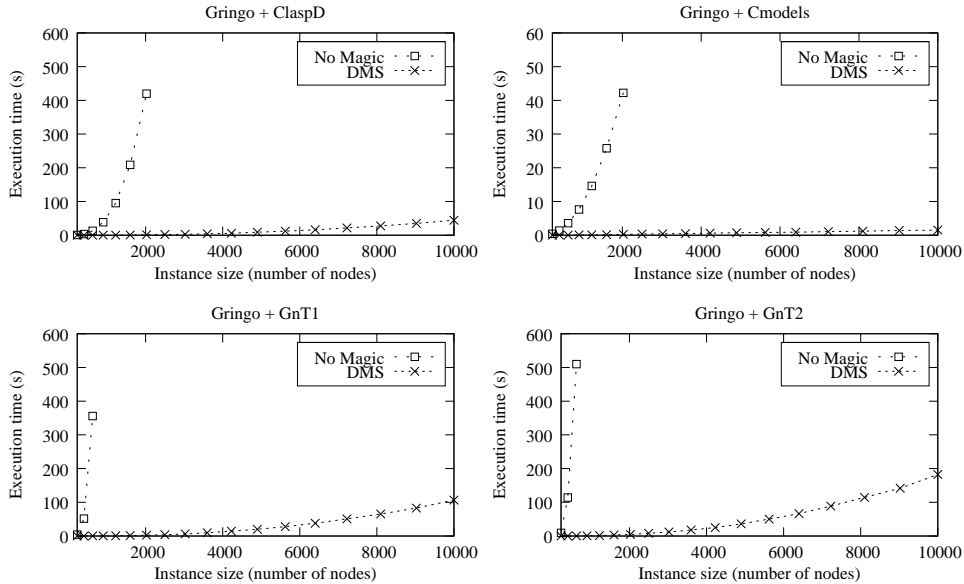 Gringo + ClaspD
600
500
400
300
200
100
0
Execution time (s)
No Magic
DMS
2000 4000 6000 8000 10000
Instance size (number of nodes)
Gringo + Cmodels
60
50
40
30
20
10
0
Execution time (s)
No Magic
DMS
2000 4000 6000 8000 10000
Instance size (number of nodes)
Gringo + GnT1
600
500
400
300
200
100
0
Execution time (s)
No Magic
DMS
2000 4000 6000 8000 10000
Instance size (number of nodes)
Gringo + GnT2
600
500
400
300
200
100
0
Execution time (s)
No Magic
DMS
2000 4000 6000 8000 10000
Instance size (number of nodes)